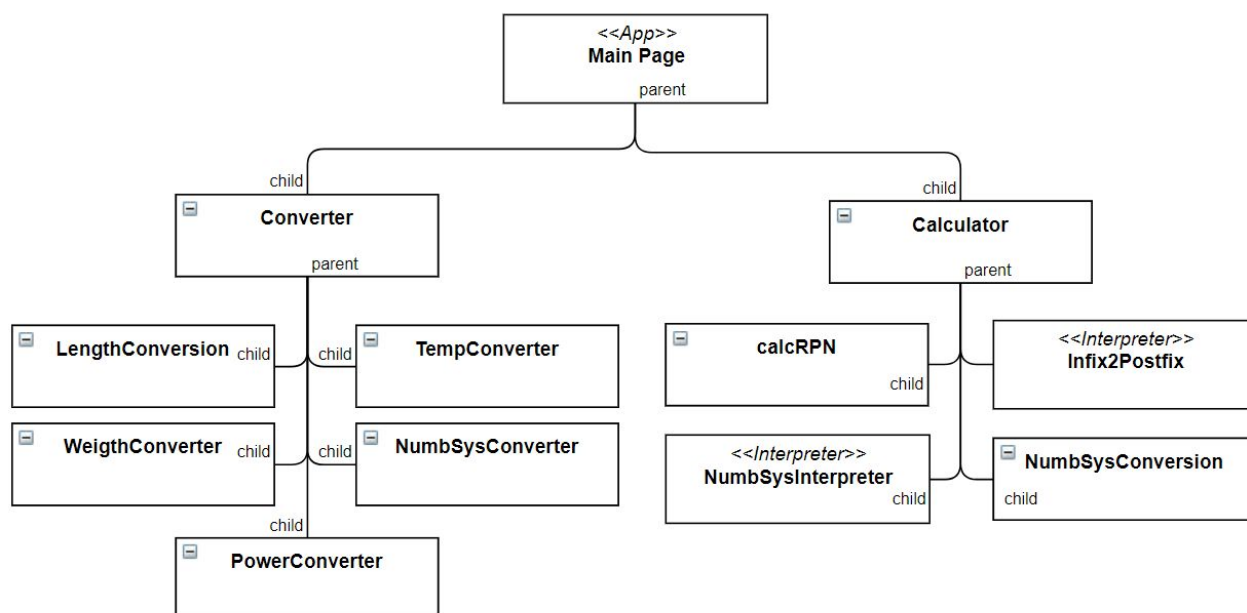 <<App>>
Main Page
parent
child
Converter
parent
child
Calculator
parent
LengthConversion
child
child
TempConverter
calcRPN
child
<<Interpreter>>
Infix2Postfix
WeigthConverter
child
child
NumbSysConverter
<<Interpreter>>
NumbSysInterpreter
child
NumbSysConversion
child
child
PowerConverter